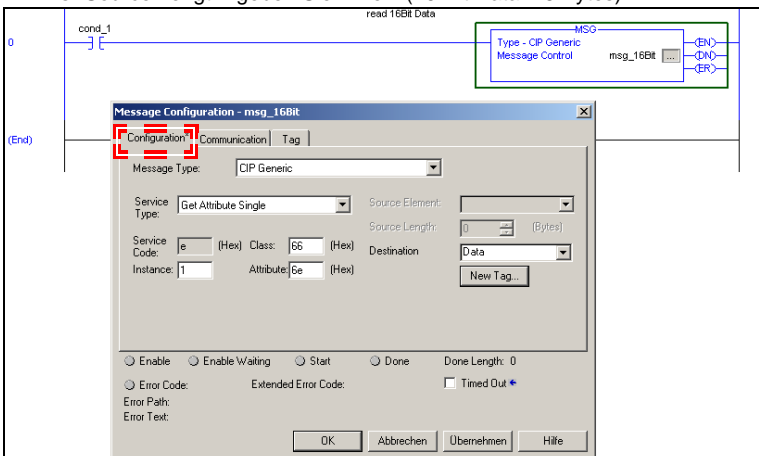 read 16Bit Data
cond_1
MSG
0
Type - CIP Generic
Message Control msg_16Bit ...
(EN)
(DN)
(ER)
(End)
Message Configuration - msg_16Bit
Configuration* Communication Tag
Message Type: CIP Generic
Service Type: Get Attribute Single
Source Element:
Source Length: 0 (Bytes)
Service Code: e (Hex) Class: 66 (Hex)
Destination Data
Instance: 1 Attribute: 6e (Hex)
New Tag...
Enable Enable Waiting Start Done Done Length: 0
Error Code: Extended Error Code: Timed Out
Error Path:
Error Text:
OK Abbrechen Übernehmen Hilfe